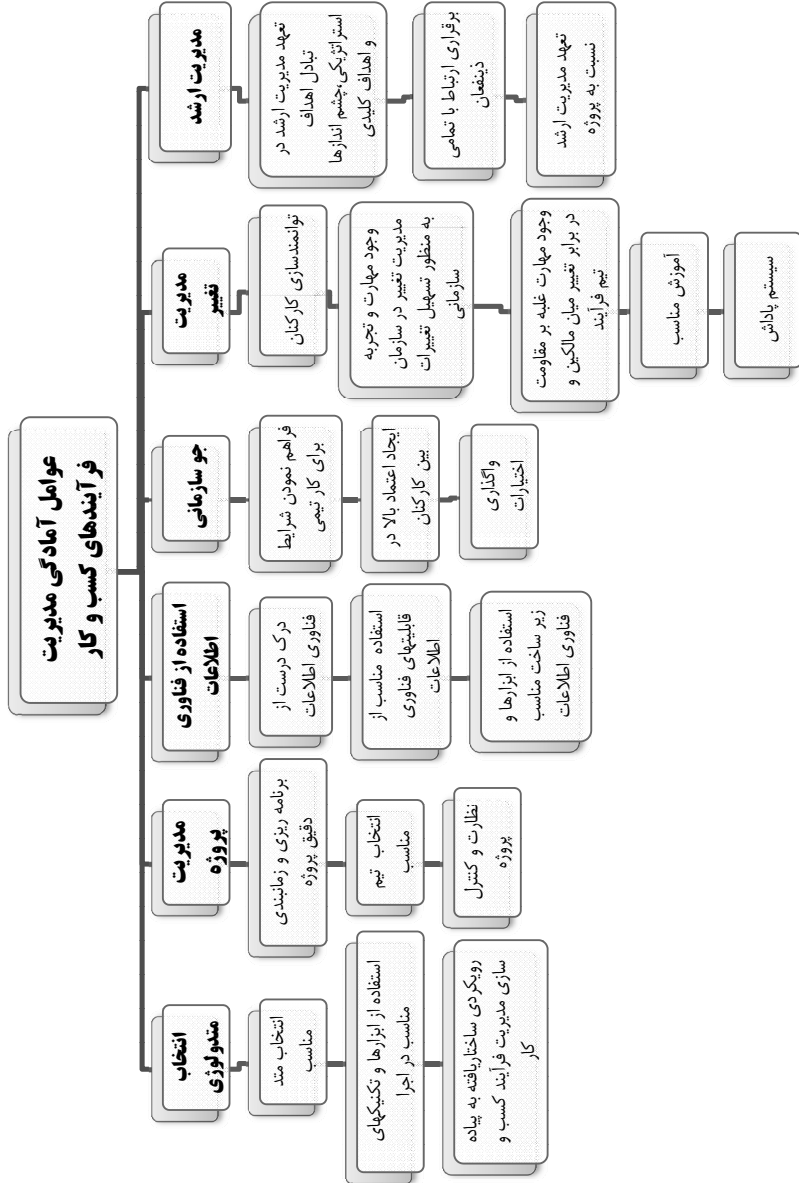 عوامل آمادگی مدیریت
فرآیندهای کسب و کار
مدیریت ارشد
تعهد مدیریت ارشد در
تبادل اهداف
استراتژیکی،چشم اندازها
و اهداف کلیدی
برقراری ارتباط با تمامی
ذینفعان
تعهد مدیریت ارشد
نسبت به پروژه
مدیریت
تغییر
توانمندسازی کارکنان
وجود مهارت و تجربه
مدیریت تغییر در سازمان
به منظور تسهیل تغییرات
سازمانی
وجود مهارت غلبه بر مقاومت
در برابر تغییر میان مالکین و
تیم فرآیند
آموزش مناسب
سیستم پاداش
جو سازمانی
فراهم نمودن شرایط
برای کار تیمی
ایجاد اعتماد بالا در
بین کارکنان
واگذاری
اختیارات
استفاده از فناوری
اطلاعات
درک درست از
فناوری اطلاعات
استفاده مناسب از
قابلیتهای فناوری
اطلاعات
استفاده از ابزارها و
زیر ساخت مناسب
فناوری اطلاعات
مدیریت
پروژه
برنامه ریزی و زمانبندی
دقیق پروژه
انتخاب تیم
مناسب
نظارت و کنترل
پروژه
انتخاب
متدولوژی
انتخاب متد
مناسب
استفاده از ابزارها و تکنیکهای
مناسب در اجرا
رویکردی ساختاریافته به پیاده
سازی مدیریت فرآیند کسب و
کار